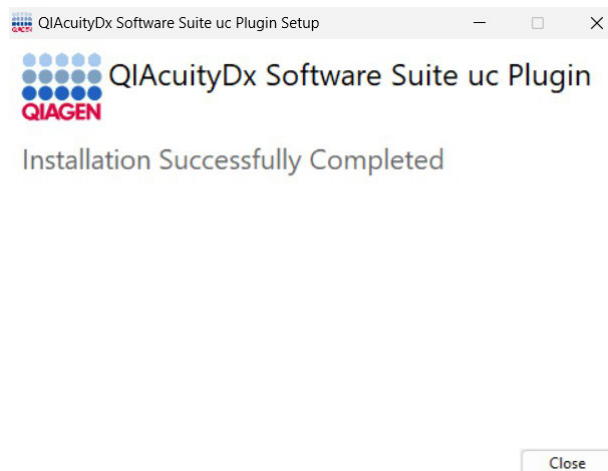 QIAcuityDx Software Suite uc Plugin Setup
QIAGEN
QIAcuityDx Software Suite uc Plugin
Installation Successfully Completed
Close